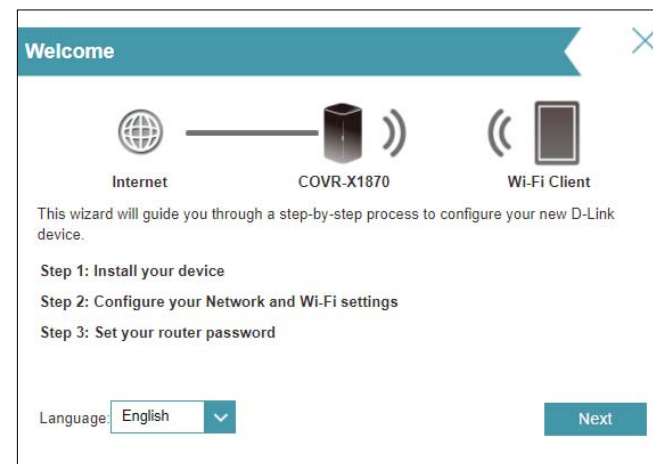 Welcome
Internet
COVR-X1870
Wi-Fi Client
This wizard will guide you through a step-by-step process to configure your new D-Link
device.
Step 1: Install your device
Step 2: Configure your Network and Wi-Fi settings
Step 3: Set your router password
Language: English
Next